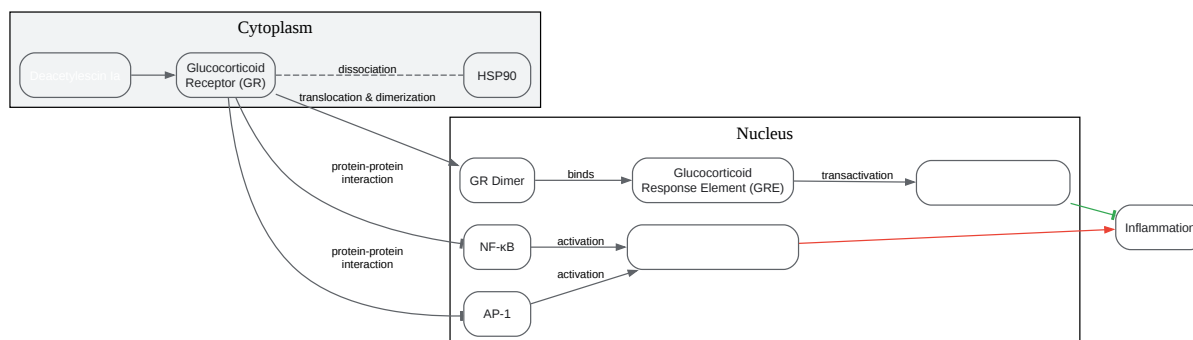 Cytoplasm
Deacetylescin Ia
Glucocorticoid
Receptor (GR)
dissociation
HSP90
translocation & dimerization
Nucleus
protein-protein
interaction
GR Dimer
binds
Glucocorticoid
Response Element (GRE)
transactivation
NF-κB
activation
Inflammation
protein-protein
interaction
activation
AP-1